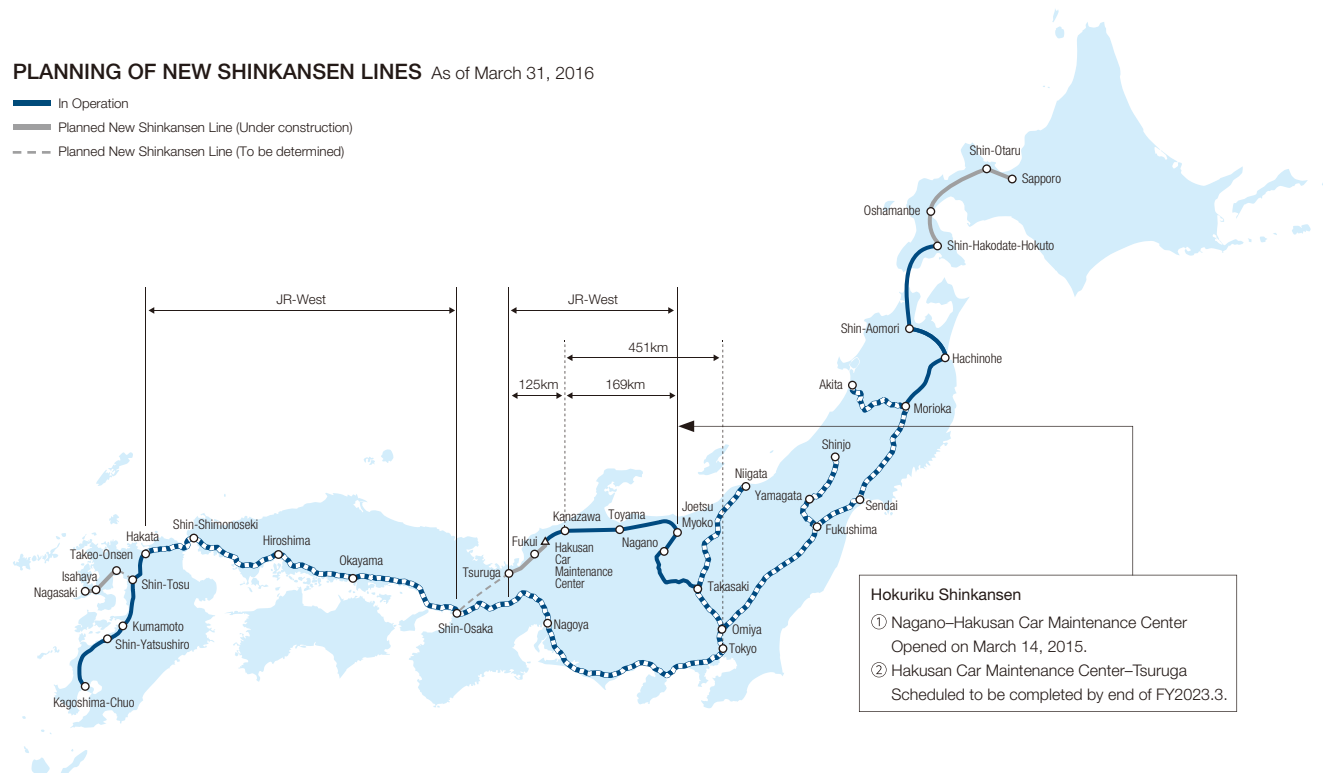 PLANNING OF NEW SHINKANSEN LINES As of March 31, 2016
In Operation
Planned New Shinkansen Line (Under construction)
Planned New Shinkansen Line (To be determined)
Shin-Otaru
Sapporo
Oshamanbe
Shin-Hakodate-Hokuto
JR-West
JR-West
Shin-Aomori
451km
Hachinohe
125km
169km
Akita
Morioka
Shinjo
Niigata
Yamagata
Sendai
Joetsu
Myoko
Kanazawa
Toyama
Shin-Shimonoseki
Fukushima
Hakata
Hiroshima
Fukui
Hakusan
Car
Maintenance
Center
Nagano
Takeo-Onsen
Okayama
Tsuruga
Isahaya
Nagasaki
Shin-Tosu
Takasaki
Kumamoto
Shin-Osaka
Nagoya
Omiya
Shin-Yatsushiro
Tokyo
Kagoshima-Chuo
Hokuriku Shinkansen
① Nagano–Hakusan Car Maintenance Center
Opened on March 14, 2015.
② Hakusan Car Maintenance Center–Tsuruga
Scheduled to be completed by end of FY2023.3.